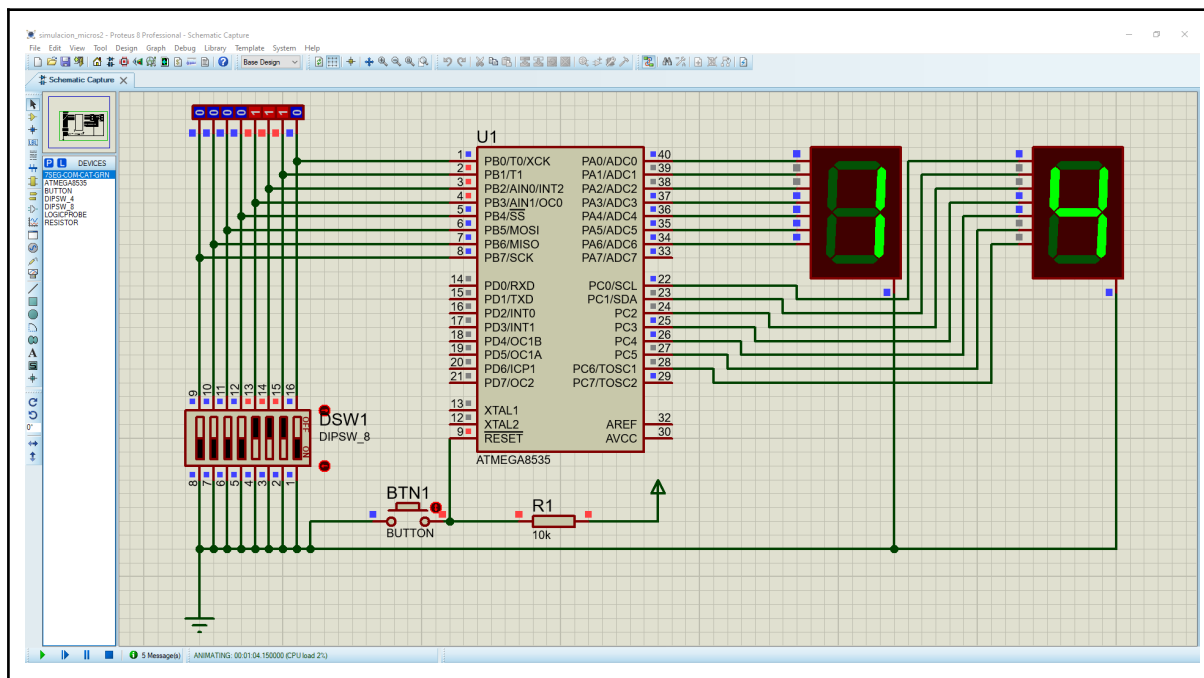 simulacion_micros2 - Proteus 8 Professional - Schematic Capture
File Edit View Tool Design Graph Debug Library Template System Help
Base Design
Schematic Capture
P L DEVICES
7SEG-COM-CAT-GRN
ATMEGA8535
BUTTON
DIPSW_4
DIPSW_8
LOGICPROBE
RESISTOR
LBL
A
0°
0 0 0 0 1 1 1 0
U1
1 PB0/T0/XCK PA0/ADC0 40
2 PB1/T1 PA1/ADC1 39
3 PB2/AIN0/INT2 PA2/ADC2 38
4 PB3/AIN1/OC0 PA3/ADC3 37
5 PB4/SS PA4/ADC4 36
6 PB5/MOSI PA5/ADC5 35
7 PB6/MISO PA6/ADC6 34
8 PB7/SCK PA7/ADC7 33
14 PD0/RXD PC0/SCL 22
15 PD1/TXD PC1/SDA 23
16 PD2/INT0 PC2 24
17 PD3/INT1 PC3 25
18 PD4/OC1B PC4 26
19 PD5/OC1A PC5 27
20 PD6/ICP1 PC6/TOSC1 28
21 PD7/OC2 PC7/TOSC2 29
13 XTAL1
12 XTAL2 AREF 32
9 RESET AVCC 30
ATMEGA8535
1 4
9 10 11 12 13 14 15 16
OFF
ON
DSW1
DIPSW_8
8 7 6 5 4 3 2 1
BTN1
BUTTON
R1
10k
5 Message(s) ANIMATING: 00:01:04.150000 (CPU load 2%)